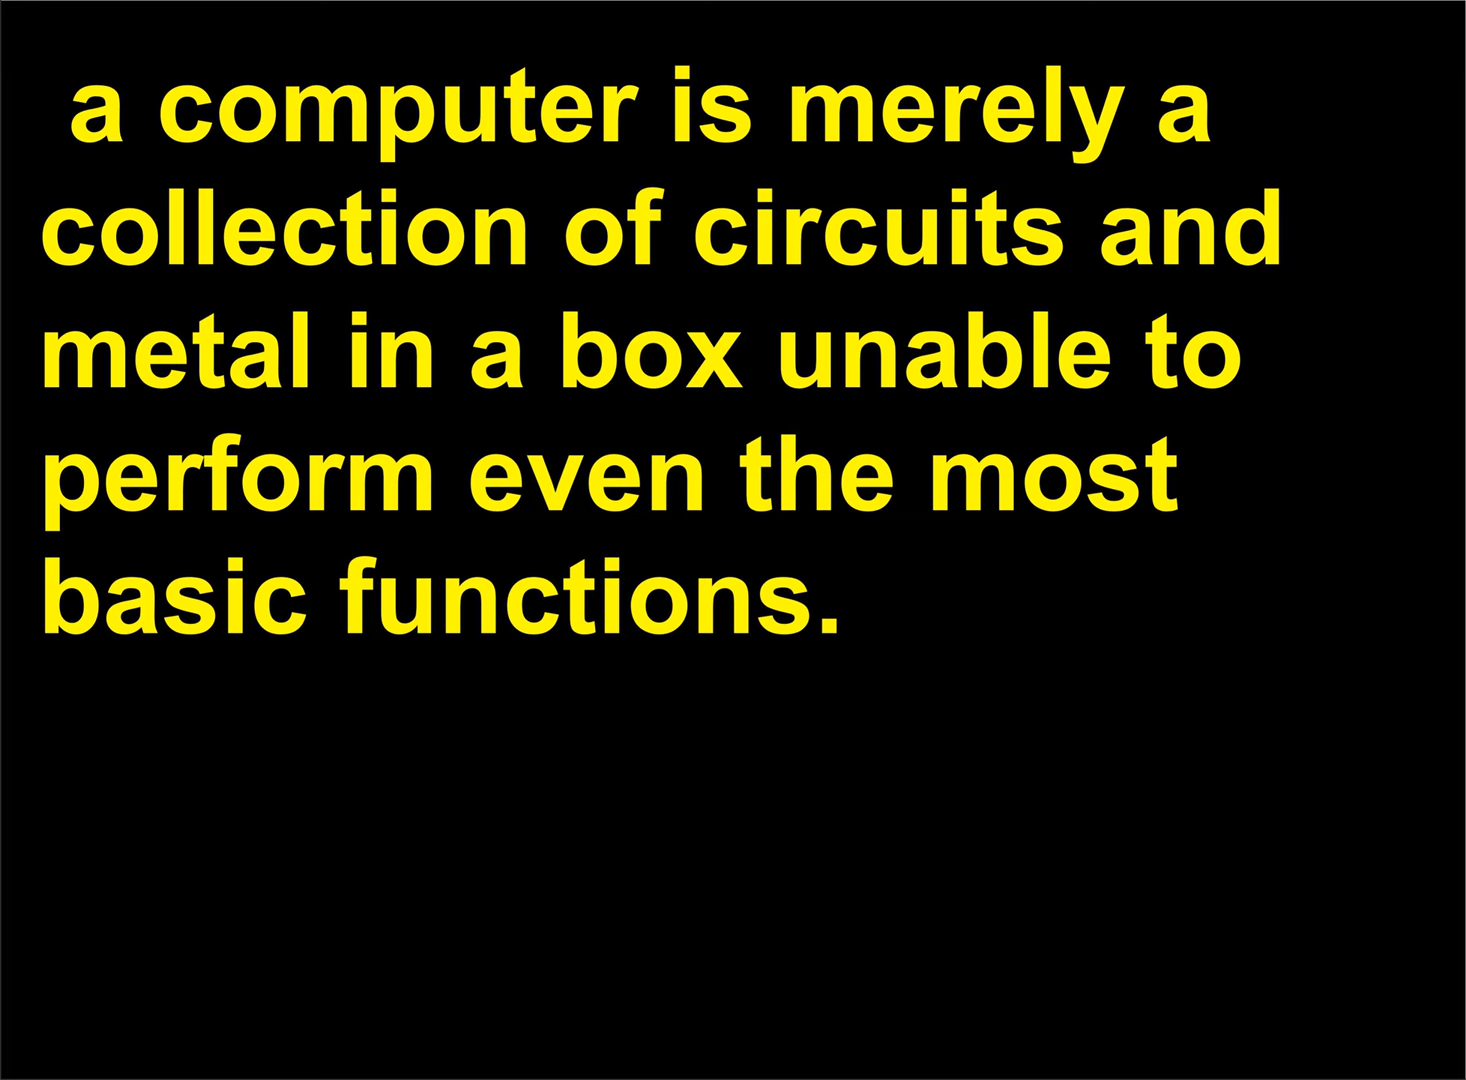 a computer is merely a
collection of circuits and
metal in a box unable to
perform even the most
basic functions.